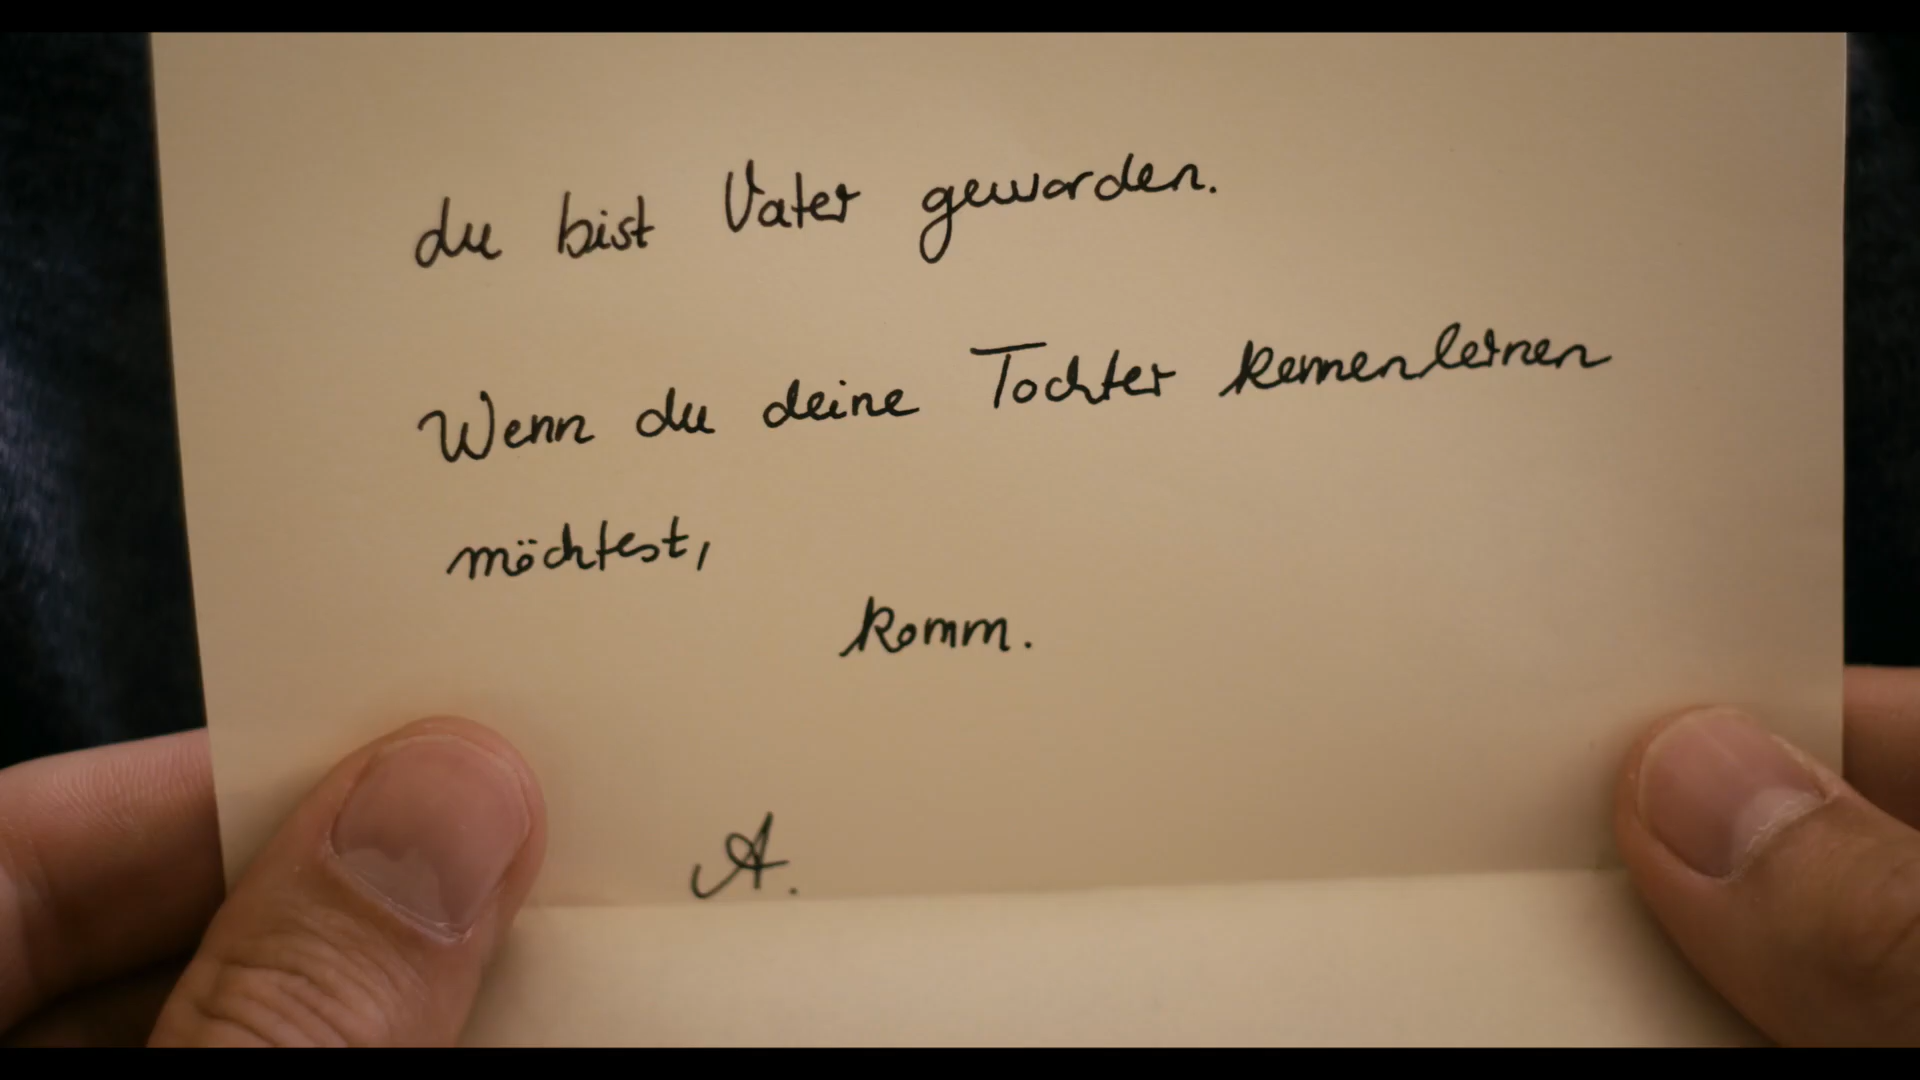 du bist Vater geworden.
Wenn du deine Tochter kennenlernen
möchtest,
komm.
A.